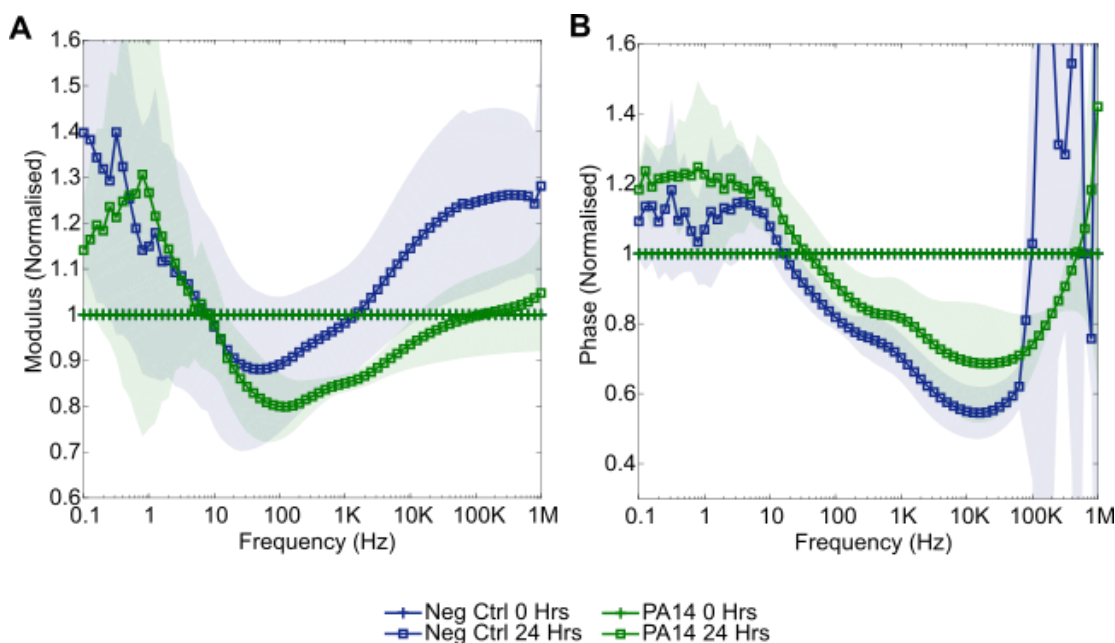 A
B
Modulus (Normalised)
1.6
1.5
1.4
1.3
1.2
1.1
1
0.9
0.8
0.7
0.6
0.1
1
10
100
1K
10K
100K
1M
Frequency (Hz)
Phase (Normalised)
1.6
1.4
1.2
1
0.8
0.6
0.4
0.1
1
10
100
1K
10K
100K
1M
Frequency (Hz)
Neg Ctrl 0 Hrs
PA14 0 Hrs
Neg Ctrl 24 Hrs
PA14 24 Hrs